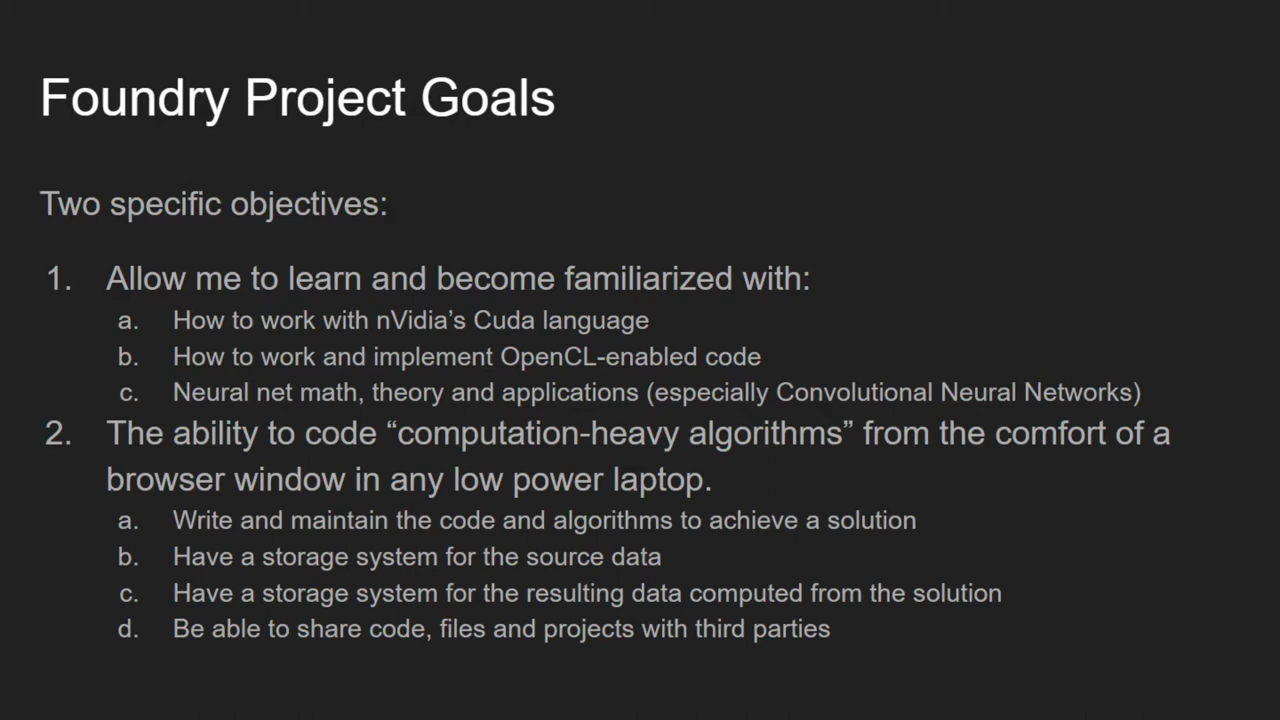 Foundry Project Goals
Two specific objectives:
1. Allow me to learn and become familiarized with:
a. How to work with nVidia’s Cuda language
b. How to work and implement OpenCL-enabled code
c. Neural net math, theory and applications (especially Convolutional Neural Networks)
2. The ability to code “computation-heavy algorithms” from the comfort of a
browser window in any low power laptop.
a. Write and maintain the code and algorithms to achieve a solution
b. Have a storage system for the source data
c. Have a storage system for the resulting data computed from the solution
d. Be able to share code, files and projects with third parties